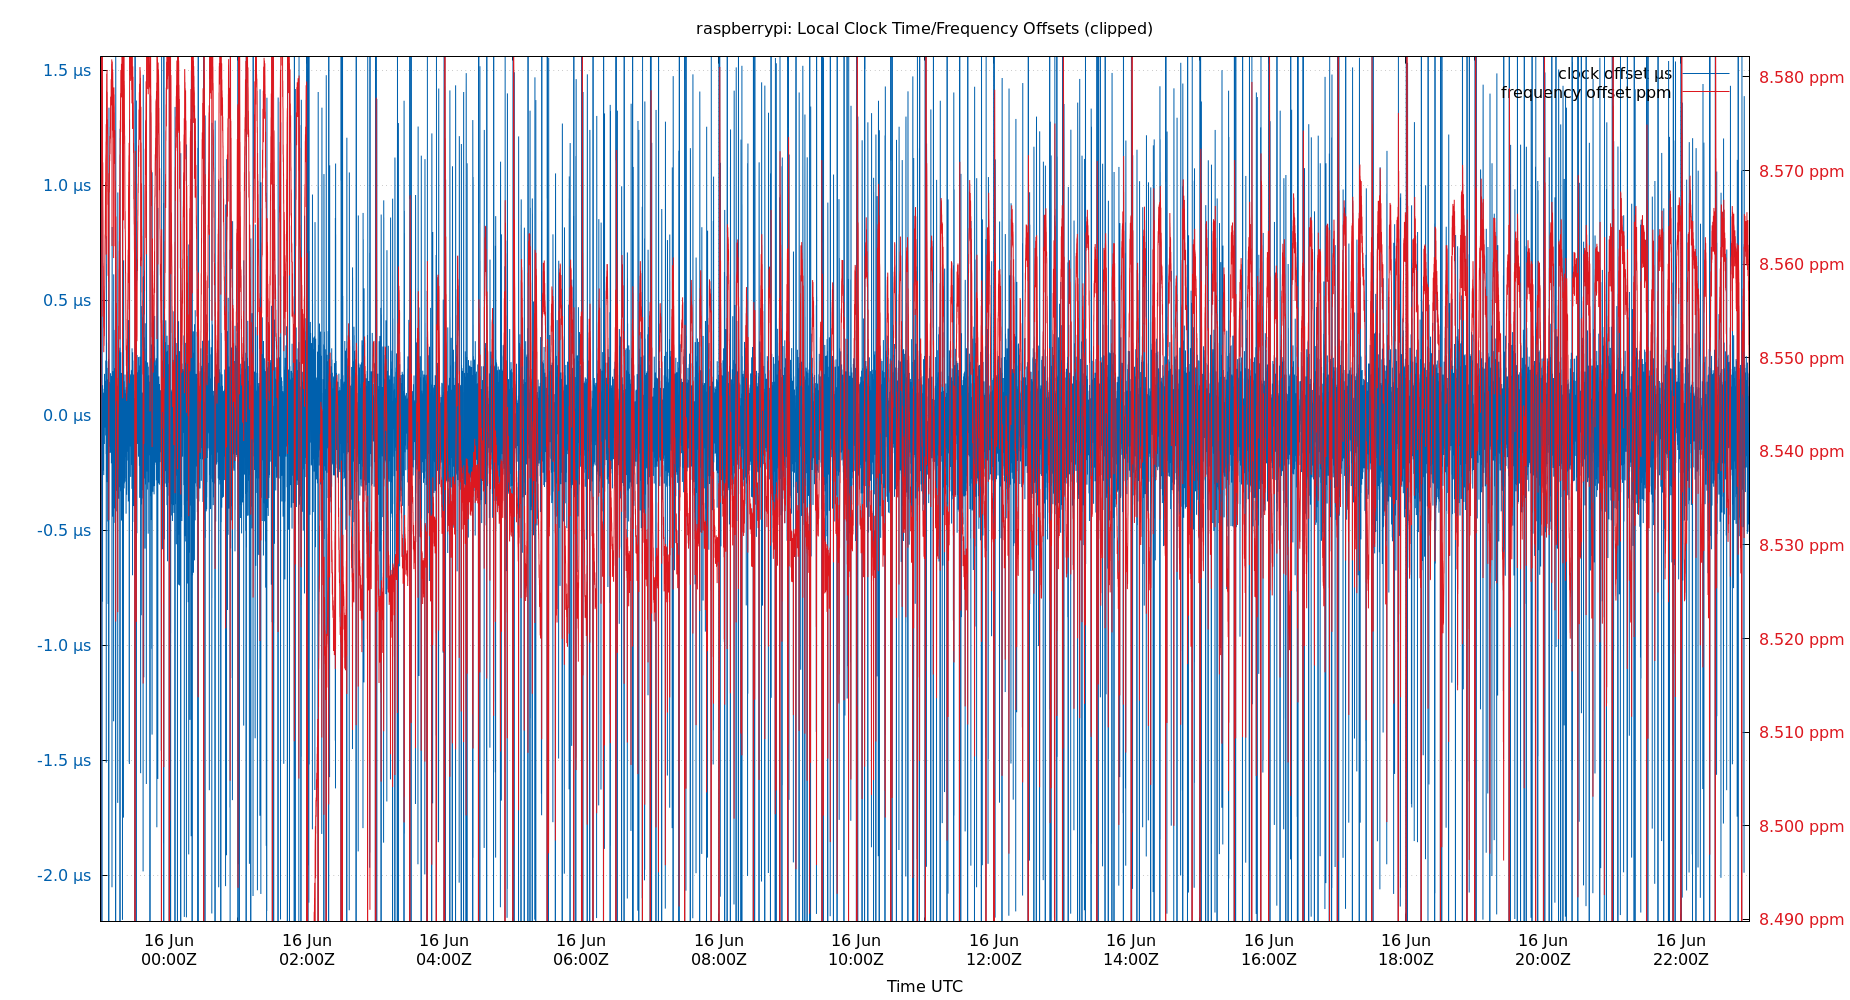 raspberrypi: Local Clock Time/Frequency Offsets (clipped)
clock offset µs
frequency offset ppm
1.5 µs
1.0 µs
0.5 µs
0.0 µs
-0.5 µs
-1.0 µs
-1.5 µs
-2.0 µs
8.580 ppm
8.570 ppm
8.560 ppm
8.550 ppm
8.540 ppm
8.530 ppm
8.520 ppm
8.510 ppm
8.500 ppm
8.490 ppm
16 Jun 16 Jun 16 Jun 16 Jun 16 Jun 16 Jun 16 Jun 16 Jun 16 Jun 16 Jun 16 Jun 16 Jun
00:00Z 02:00Z 04:00Z 06:00Z 08:00Z 10:00Z 12:00Z 14:00Z 16:00Z 18:00Z 20:00Z 22:00Z
Time UTC